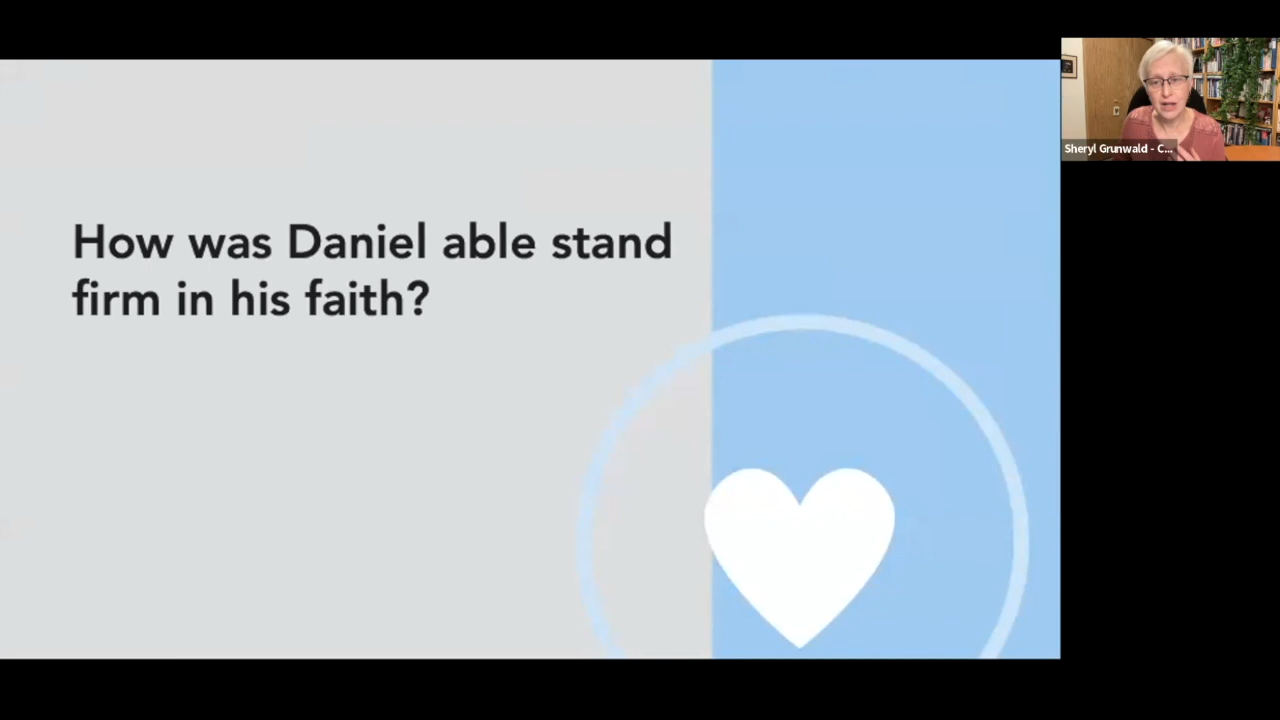 How was Daniel able stand
firm in his faith?
Sheryl Grunwald - C...